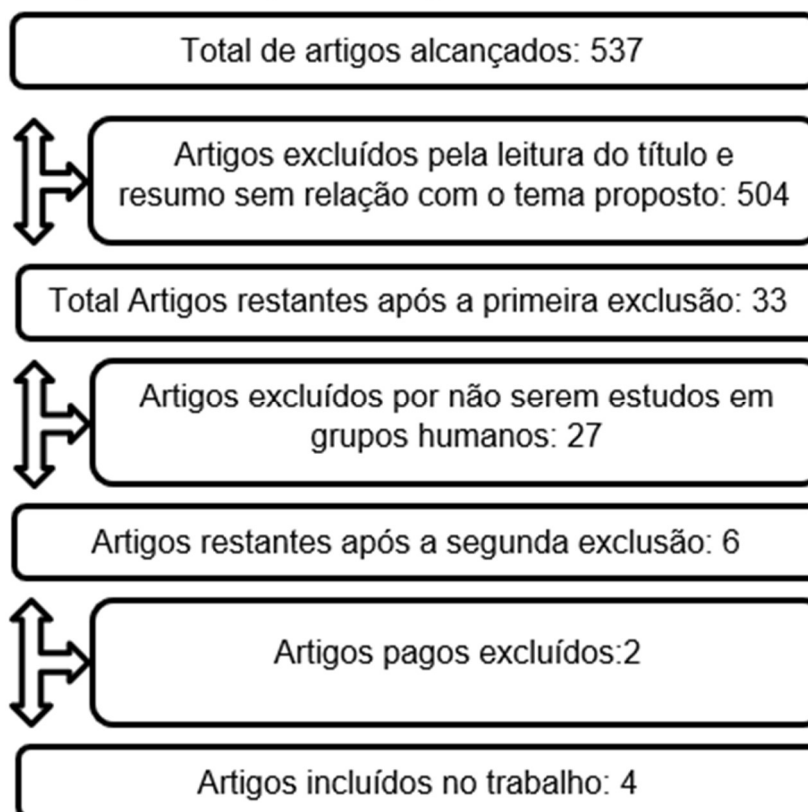 Total de artigos alcançados: 537
Artigos excluídos pela leitura do título e
resumo sem relação com o tema proposto: 504
Total Artigos restantes após a primeira exclusão: 33
Artigos excluídos por não serem estudos em
grupos humanos: 27
Artigos restantes após a segunda exclusão: 6
Artigos pagos excluídos:2
Artigos incluídos no trabalho: 4